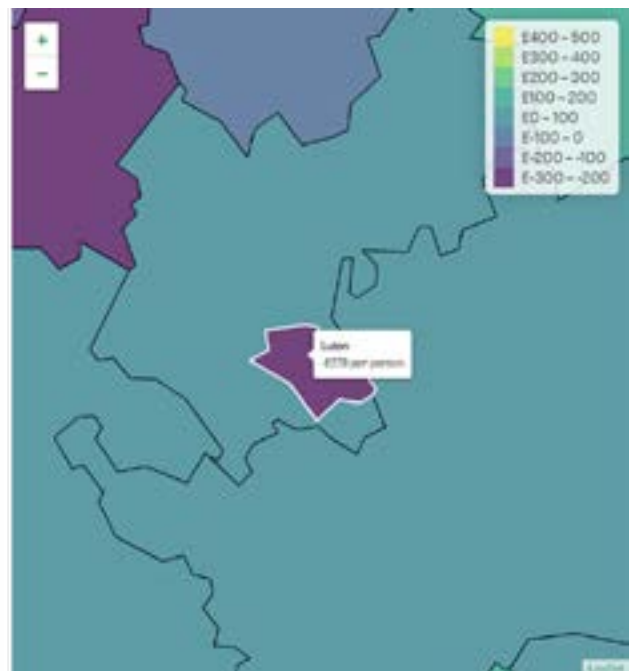 +
−
£400 – 500
£300 – 400
£200 – 300
£100 – 200
£0 – 100
£-100 – 0
£-200 – -100
£-300 – -200
Luton
per person
Leaflet